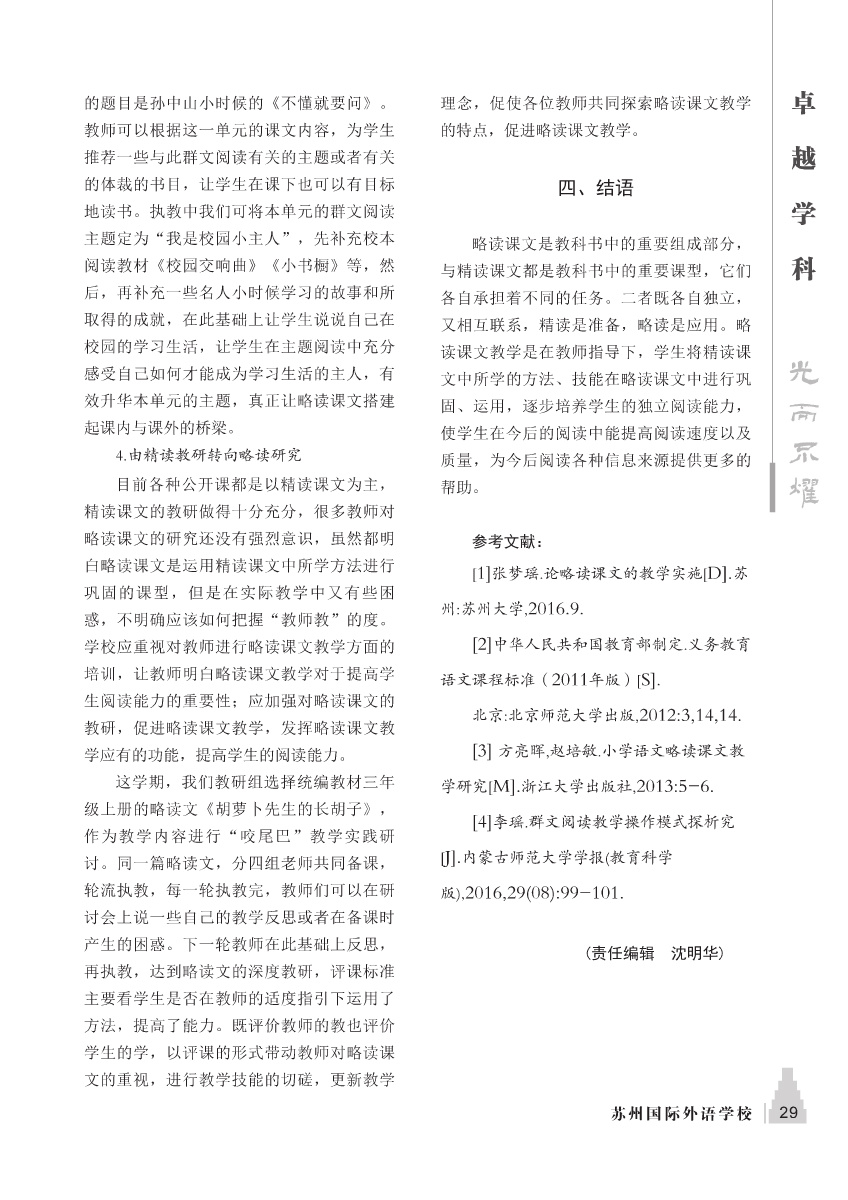 的题目是孙中山小时候的《不懂就要问》。
教师可以根据这一单元的课文内容，为学生
推荐一些与此群文阅读有关的主题或者有关
的体裁的书目，让学生在课下也可以有目标
地读书。执教中我们可将本单元的群文阅读
主题定为“我是校园小主人”，先补充校本
阅读教材《校园交响曲》《小书橱》等，然
后，再补充一些名人小时候学习的故事和所
取得的成就，在此基础上让学生说说自己在
校园的学习生活，让学生在主题阅读中充分
感受自己如何才能成为学习生活的主人，有
效升华本单元的主题，真正让略读课文搭建
起课内与课外的桥梁。
4.由精读教研转向略读研究
目前各种公开课都是以精读课文为主，
精读课文的教研做得十分充分，很多教师对
略读课文的研究还没有强烈意识，虽然都明
白略读课文是运用精读课文中所学方法进行
巩固的课型，但是在实际教学中又有些困
惑，不明确应该如何把握“教师教”的度。
学校应重视对教师进行略读课文教学方面的
培训，让教师明白略读课文教学对于提高学
生阅读能力的重要性；应加强对略读课文的
教研，促进略读课文教学，发挥略读课文教
学应有的功能，提高学生的阅读能力。
这学期，我们教研组选择统编教材三年
级上册的略读文《胡萝卜先生的长胡子》，
作为教学内容进行“咬尾巴”教学实践研
讨。同一篇略读文，分四组老师共同备课，
轮流执教，每一轮执教完，教师们可以在研
讨会上说一些自己的教学反思或者在备课时
产生的困惑。下一轮教师在此基础上反思，
再执教，达到略读文的深度教研，评课标准
主要看学生是否在教师的适度指引下运用了
方法，提高了能力。既评价教师的教也评价
学生的学，以评课的形式带动教师对略读课
文的重视，进行教学技能的切磋，更新教学
理念，促使各位教师共同探索略读课文教学
的特点，促进略读课文教学。
四、结语
略读课文是教科书中的重要组成部分，
与精读课文都是教科书中的重要课型，它们
各自承担着不同的任务。二者既各自独立，
又相互联系，精读是准备，略读是应用。略
读课文教学是在教师指导下，学生将精读课
文中所学的方法、技能在略读课文中进行巩
固、运用，逐步培养学生的独立阅读能力，
使学生在今后的阅读中能提高阅读速度以及
质量，为今后阅读各种信息来源提供更多的
帮助。
参考文献：
[1]张梦瑶.论略读课文的教学实施[D].苏
州:苏州大学,2016.9.
[2]中华人民共和国教育部制定.义务教育
语文课程标准（2011年版）[S].
北京:北京师范大学出版,2012:3,14,14.
[3] 方亮晖,赵培敏.小学语文略读课文教
学研究[M].浙江大学出版社,2013:5-6.
[4]李瑶.群文阅读教学操作模式探析究
[J].内蒙古师范大学学报(教育科学
版),2016,29(08):99-101.
（责任编辑　沈明华）
卓越学科
光而不耀
苏州国际外语学校
29